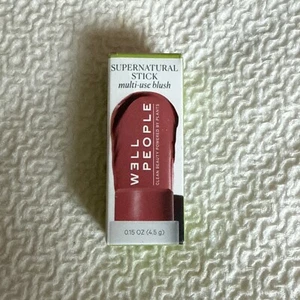 SUPERNATURAL
STICK
multi-use blush
W3LL
PEOPLE
CLEAN BEAUTY POWERED BY PLANTS
0.15 OZ (4.5 g)